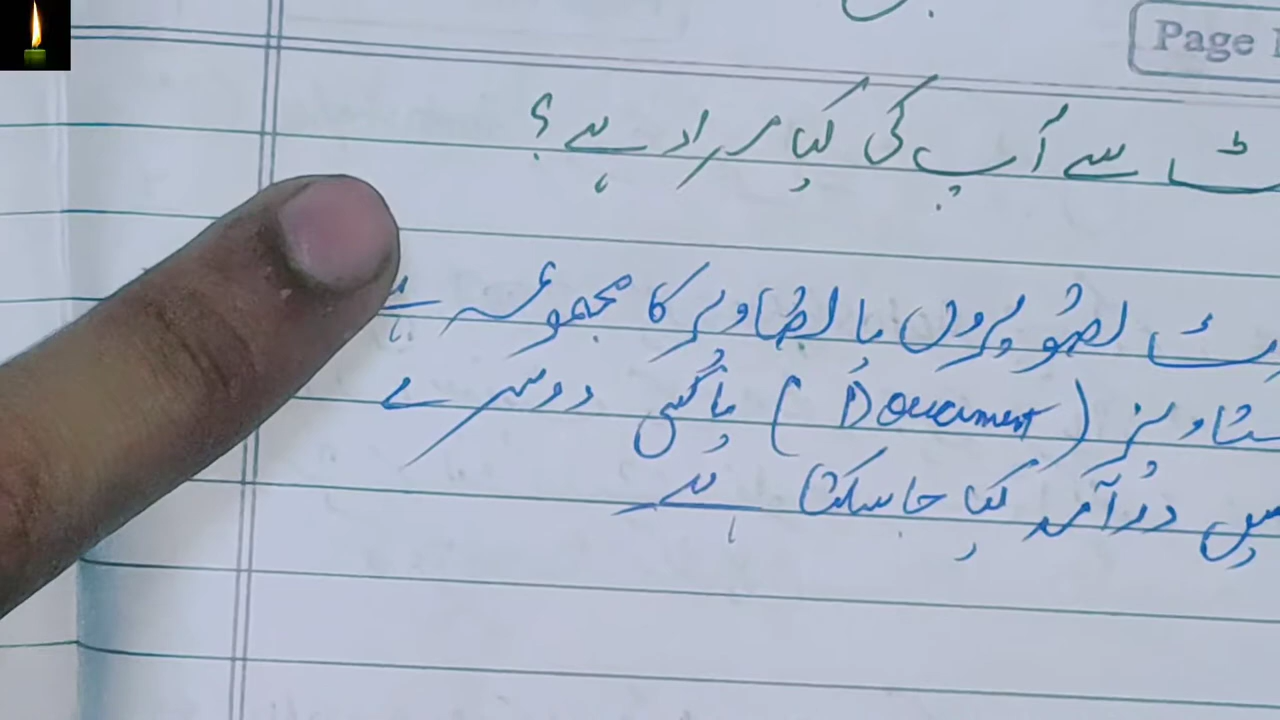 Page
سے آپ کی کیا مراد ہے؟
تصویروں یا تصاویر کا مجموعہ ہے
(Document) یا کسی دوسرے
میں درآمد کیا جاسکتا ہے